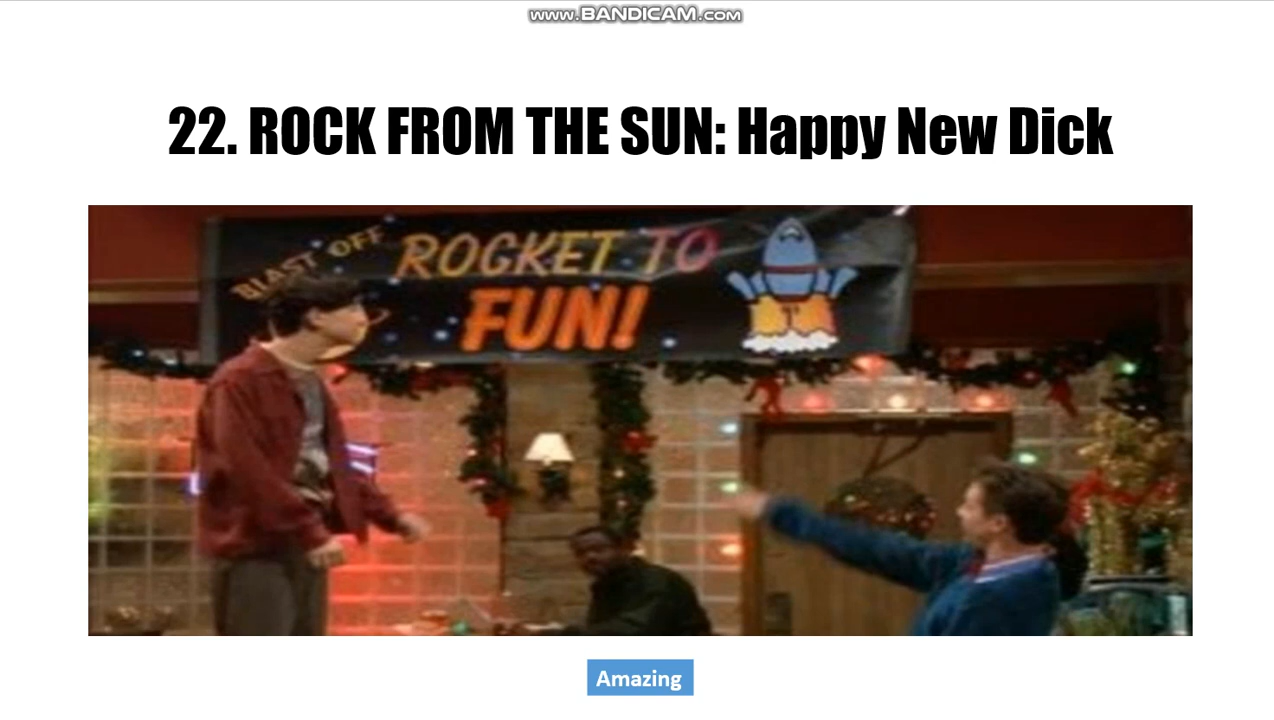 www.BANDICAM.com
22. ROCK FROM THE SUN: Happy New Dick
BLAST OFF
ROCKET TO
FUN!
Amazing